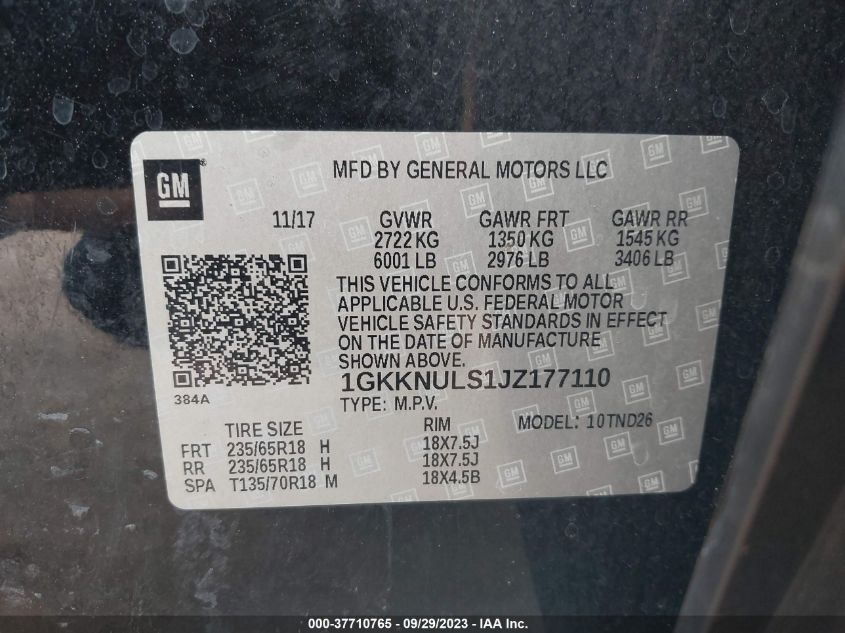 GM
MFD BY GENERAL MOTORS LLC
11/17 GVWR GAWR FRT GAWR RR
2722 KG 1350 KG 1545 KG
6001 LB 2976 LB 3406 LB
THIS VEHICLE CONFORMS TO ALL
APPLICABLE U.S. FEDERAL MOTOR
VEHICLE SAFETY STANDARDS IN EFFECT
ON THE DATE OF MANUFACTURE
SHOWN ABOVE.
1GKKNULS1JZ177110
384A
TYPE: M.P.V. MODEL: 10TND26
TIRE SIZE RIM
FRT 235/65R18 H 18X7.5J
RR 235/65R18 H 18X7.5J
SPA T135/70R18 M 18X4.5B
000-37710765 - 09/29/2023 - IAA, Inc.